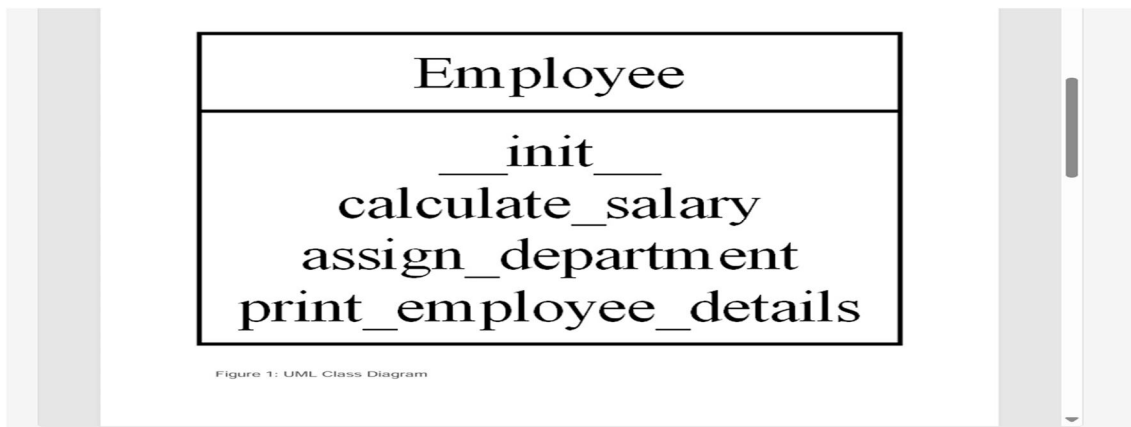 Employee
__init__
calculate_salary
assign_department
print_employee_details
Figure 1: UML Class Diagram